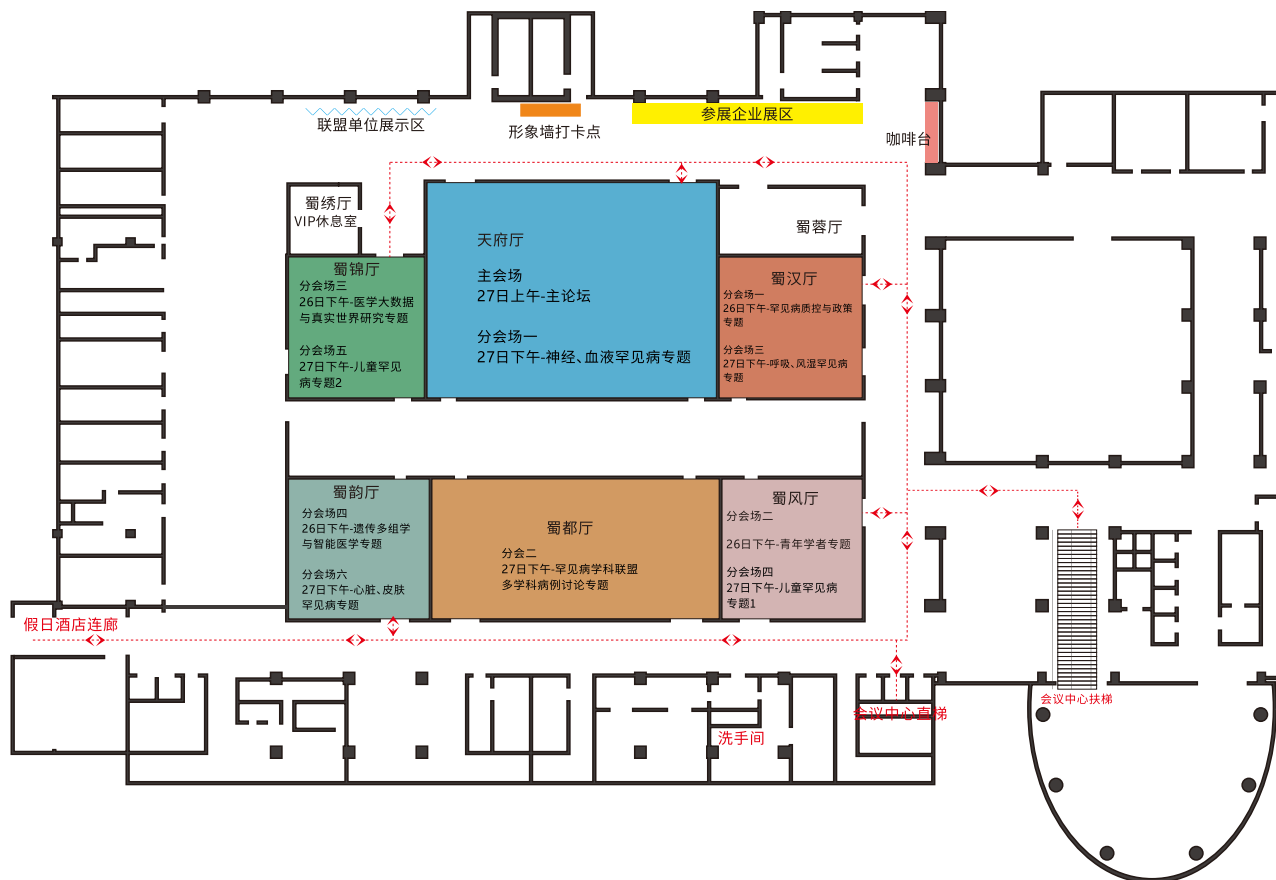 联盟单位展示区
形象墙打卡点
参展企业展区
咖啡台
蜀绣厅
VIP休息室
天府厅
主会场
27日上午-主论坛
分会场一
27日下午-神经、血液罕见病专题
蜀蓉厅
蜀锦厅
分会场三
26日下午-医学大数据
与真实世界研究专题
分会场五
27日下午-儿童罕见
病专题2
蜀汉厅
分会场一
26日下午-罕见病质控与政策
专题
分会场三
27日下午-呼吸、风湿罕见病
专题
蜀韵厅
分会场四
26日下午-遗传多组学
与智能医学专题
分会场六
27日下午-心脏、皮肤
罕见病专题
蜀都厅
分会二
27日下午-罕见病学科联盟
多学科病例讨论专题
蜀风厅
分会场二
26日下午-青年学者专题
分会场四
27日下午-儿童罕见病
专题1
假日酒店连廊
会议中心直梯
会议中心扶梯
洗手间